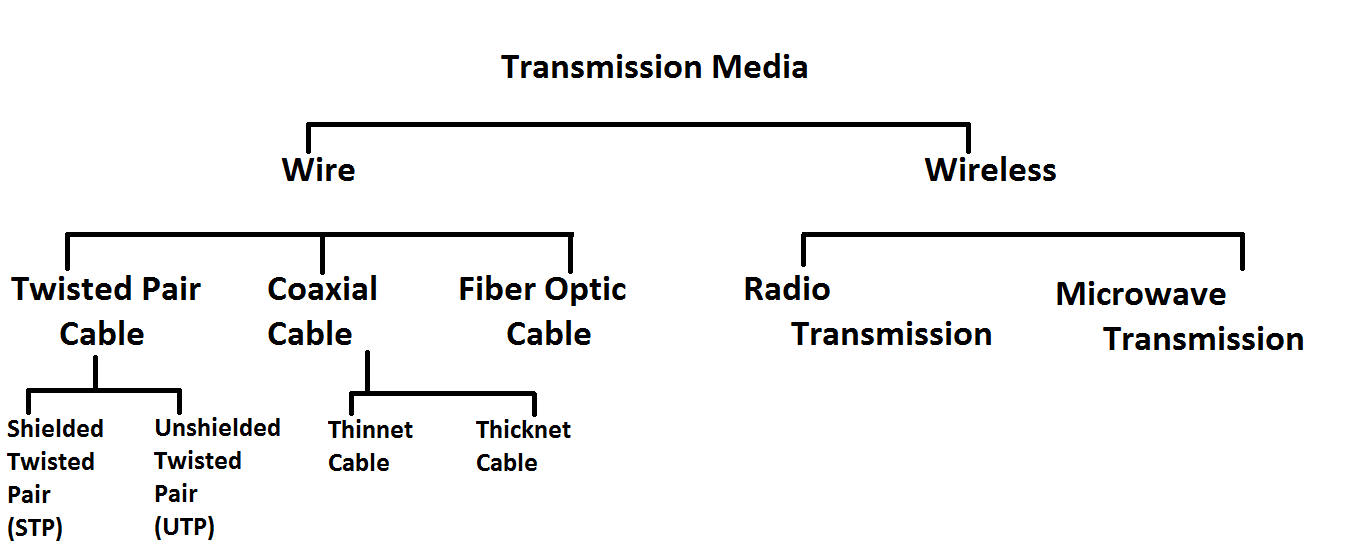 Transmission Media
Wire
Wireless
Twisted Pair
Cable
Coaxial
Cable
Fiber Optic
Cable
Radio
Transmission
Microwave
Transmission
Shielded
Twisted
Pair
(STP)
Unshielded
Twisted
Pair
(UTP)
Thinnet
Cable
Thicknet
Cable